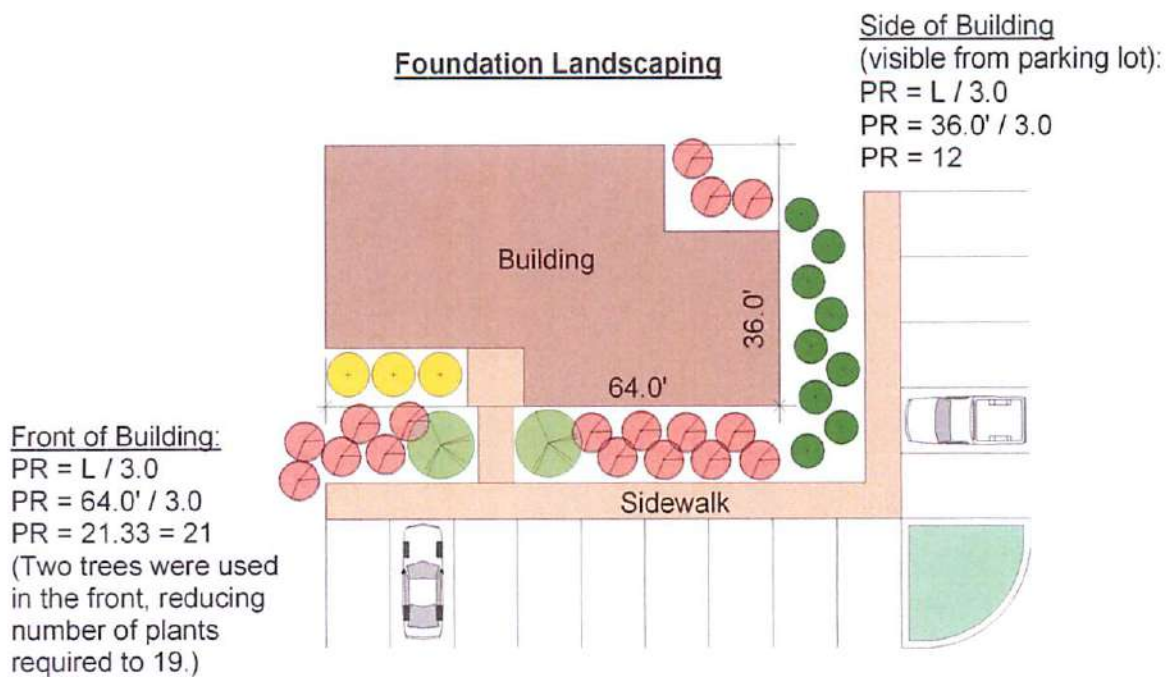 Foundation Landscaping
Side of Building
(visible from parking lot):
PR = L / 3.0
PR = 36.0' / 3.0
PR = 12
Building
36.0'
64.0'
Front of Building:
PR = L / 3.0
PR = 64.0' / 3.0
PR = 21.33 = 21
(Two trees were used
in the front, reducing
number of plants
required to 19.)
Sidewalk